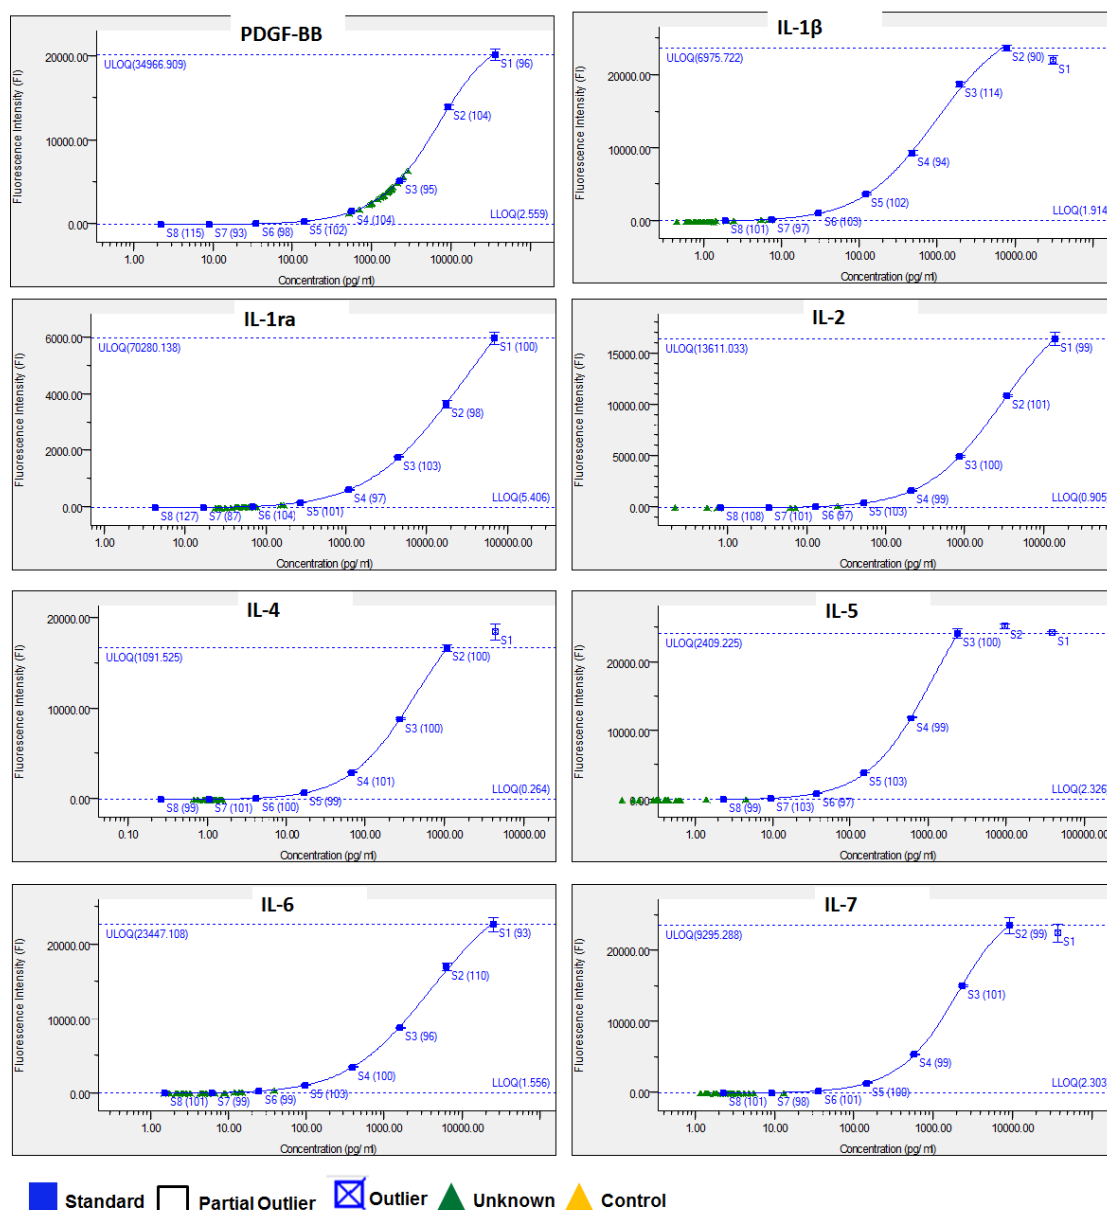 PDGF-BB
Fluorescence Intensity (FI)
20000.00
10000.00
0.00
ULOQ(34966.909)
LLOQ(2.559)
S1 (96)
S2 (104)
S3 (95)
S4 (104)
S5 (102)
S6 (98)
S7 (93)
S8 (115)
1.00 10.00 100.00 1000.00 10000.00
Concentration (pg/ ml)
IL-1β
Fluorescence Intensity (FI)
20000.00
10000.00
0.00
ULOQ(6975.722)
LLOQ(1.914)
S1
S2 (90)
S3 (114)
S4 (94)
S5 (102)
S6 (103)
S7 (97)
S8 (101)
1.00 10.00 100.00 1000.00 10000.00
Concentration (pg/ ml)
IL-1ra
Fluorescence Intensity (FI)
6000.00
4000.00
2000.00
0.00
ULOQ(70280.138)
LLOQ(5.406)
S1 (100)
S2 (98)
S3 (103)
S4 (97)
S5 (101)
S6 (104)
S7 (87)
S8 (127)
1.00 10.00 100.00 1000.00 10000.00 100000.00
Concentration (pg/ ml)
IL-2
Fluorescence Intensity (FI)
15000.00
10000.00
5000.00
0.00
ULOQ(13611.033)
LLOQ(0.905)
S1 (99)
S2 (101)
S3 (100)
S4 (99)
S5 (103)
S6 (97)
S7 (101)
S8 (108)
1.00 10.00 100.00 1000.00 10000.00
Concentration (pg/ ml)
IL-4
Fluorescence Intensity (FI)
20000.00
10000.00
0.00
ULOQ(1091.525)
LLOQ(0.264)
S1
S2 (100)
S3 (100)
S4 (101)
S5 (99)
S6 (100)
S7 (101)
S8 (99)
0.10 1.00 10.00 100.00 1000.00 10000.00
Concentration (pg/ ml)
IL-5
Fluorescence Intensity (FI)
20000.00
10000.00
0.00
ULOQ(2409.225)
LLOQ(2.326)
S1
S2
S3 (100)
S4 (99)
S5 (103)
S6 (97)
S7 (103)
S8 (99)
1.00 10.00 100.00 1000.00 10000.00 100000.00
Concentration (pg/ ml)
IL-6
Fluorescence Intensity (FI)
20000.00
10000.00
0.00
ULOQ(23447.108)
LLOQ(1.556)
S1 (93)
S2 (110)
S3 (96)
S4 (100)
S5 (103)
S6 (99)
S7 (99)
S8 (101)
1.00 10.00 100.00 1000.00 10000.00
Concentration (pg/ ml)
IL-7
Fluorescence Intensity (FI)
20000.00
10000.00
0.00
ULOQ(9295.288)
LLOQ(2.303)
S1
S2 (99)
S3 (101)
S4 (99)
S5 (100)
S6 (101)
S7 (98)
S8 (101)
1.00 10.00 100.00 1000.00 10000.00
Concentration (pg/ ml)
Standard Partial Outlier Outlier Unknown Control